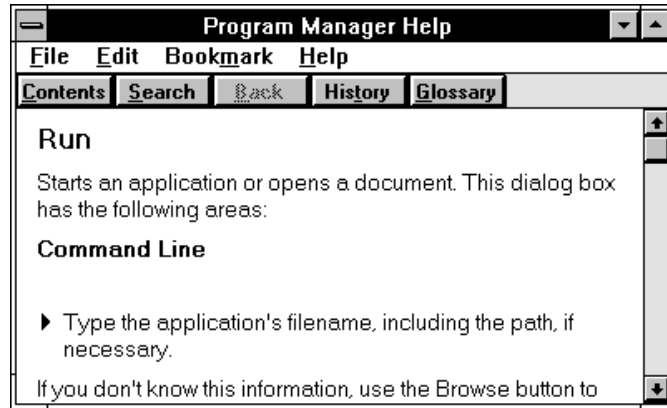 Program Manager Help
File Edit Bookmark Help
Contents Search Back History Glossary
Run
Starts an application or opens a document. This dialog box
has the following areas:
Command Line
Type the application's filename, including the path, if
necessary.
If you don't know this information, use the Browse button to